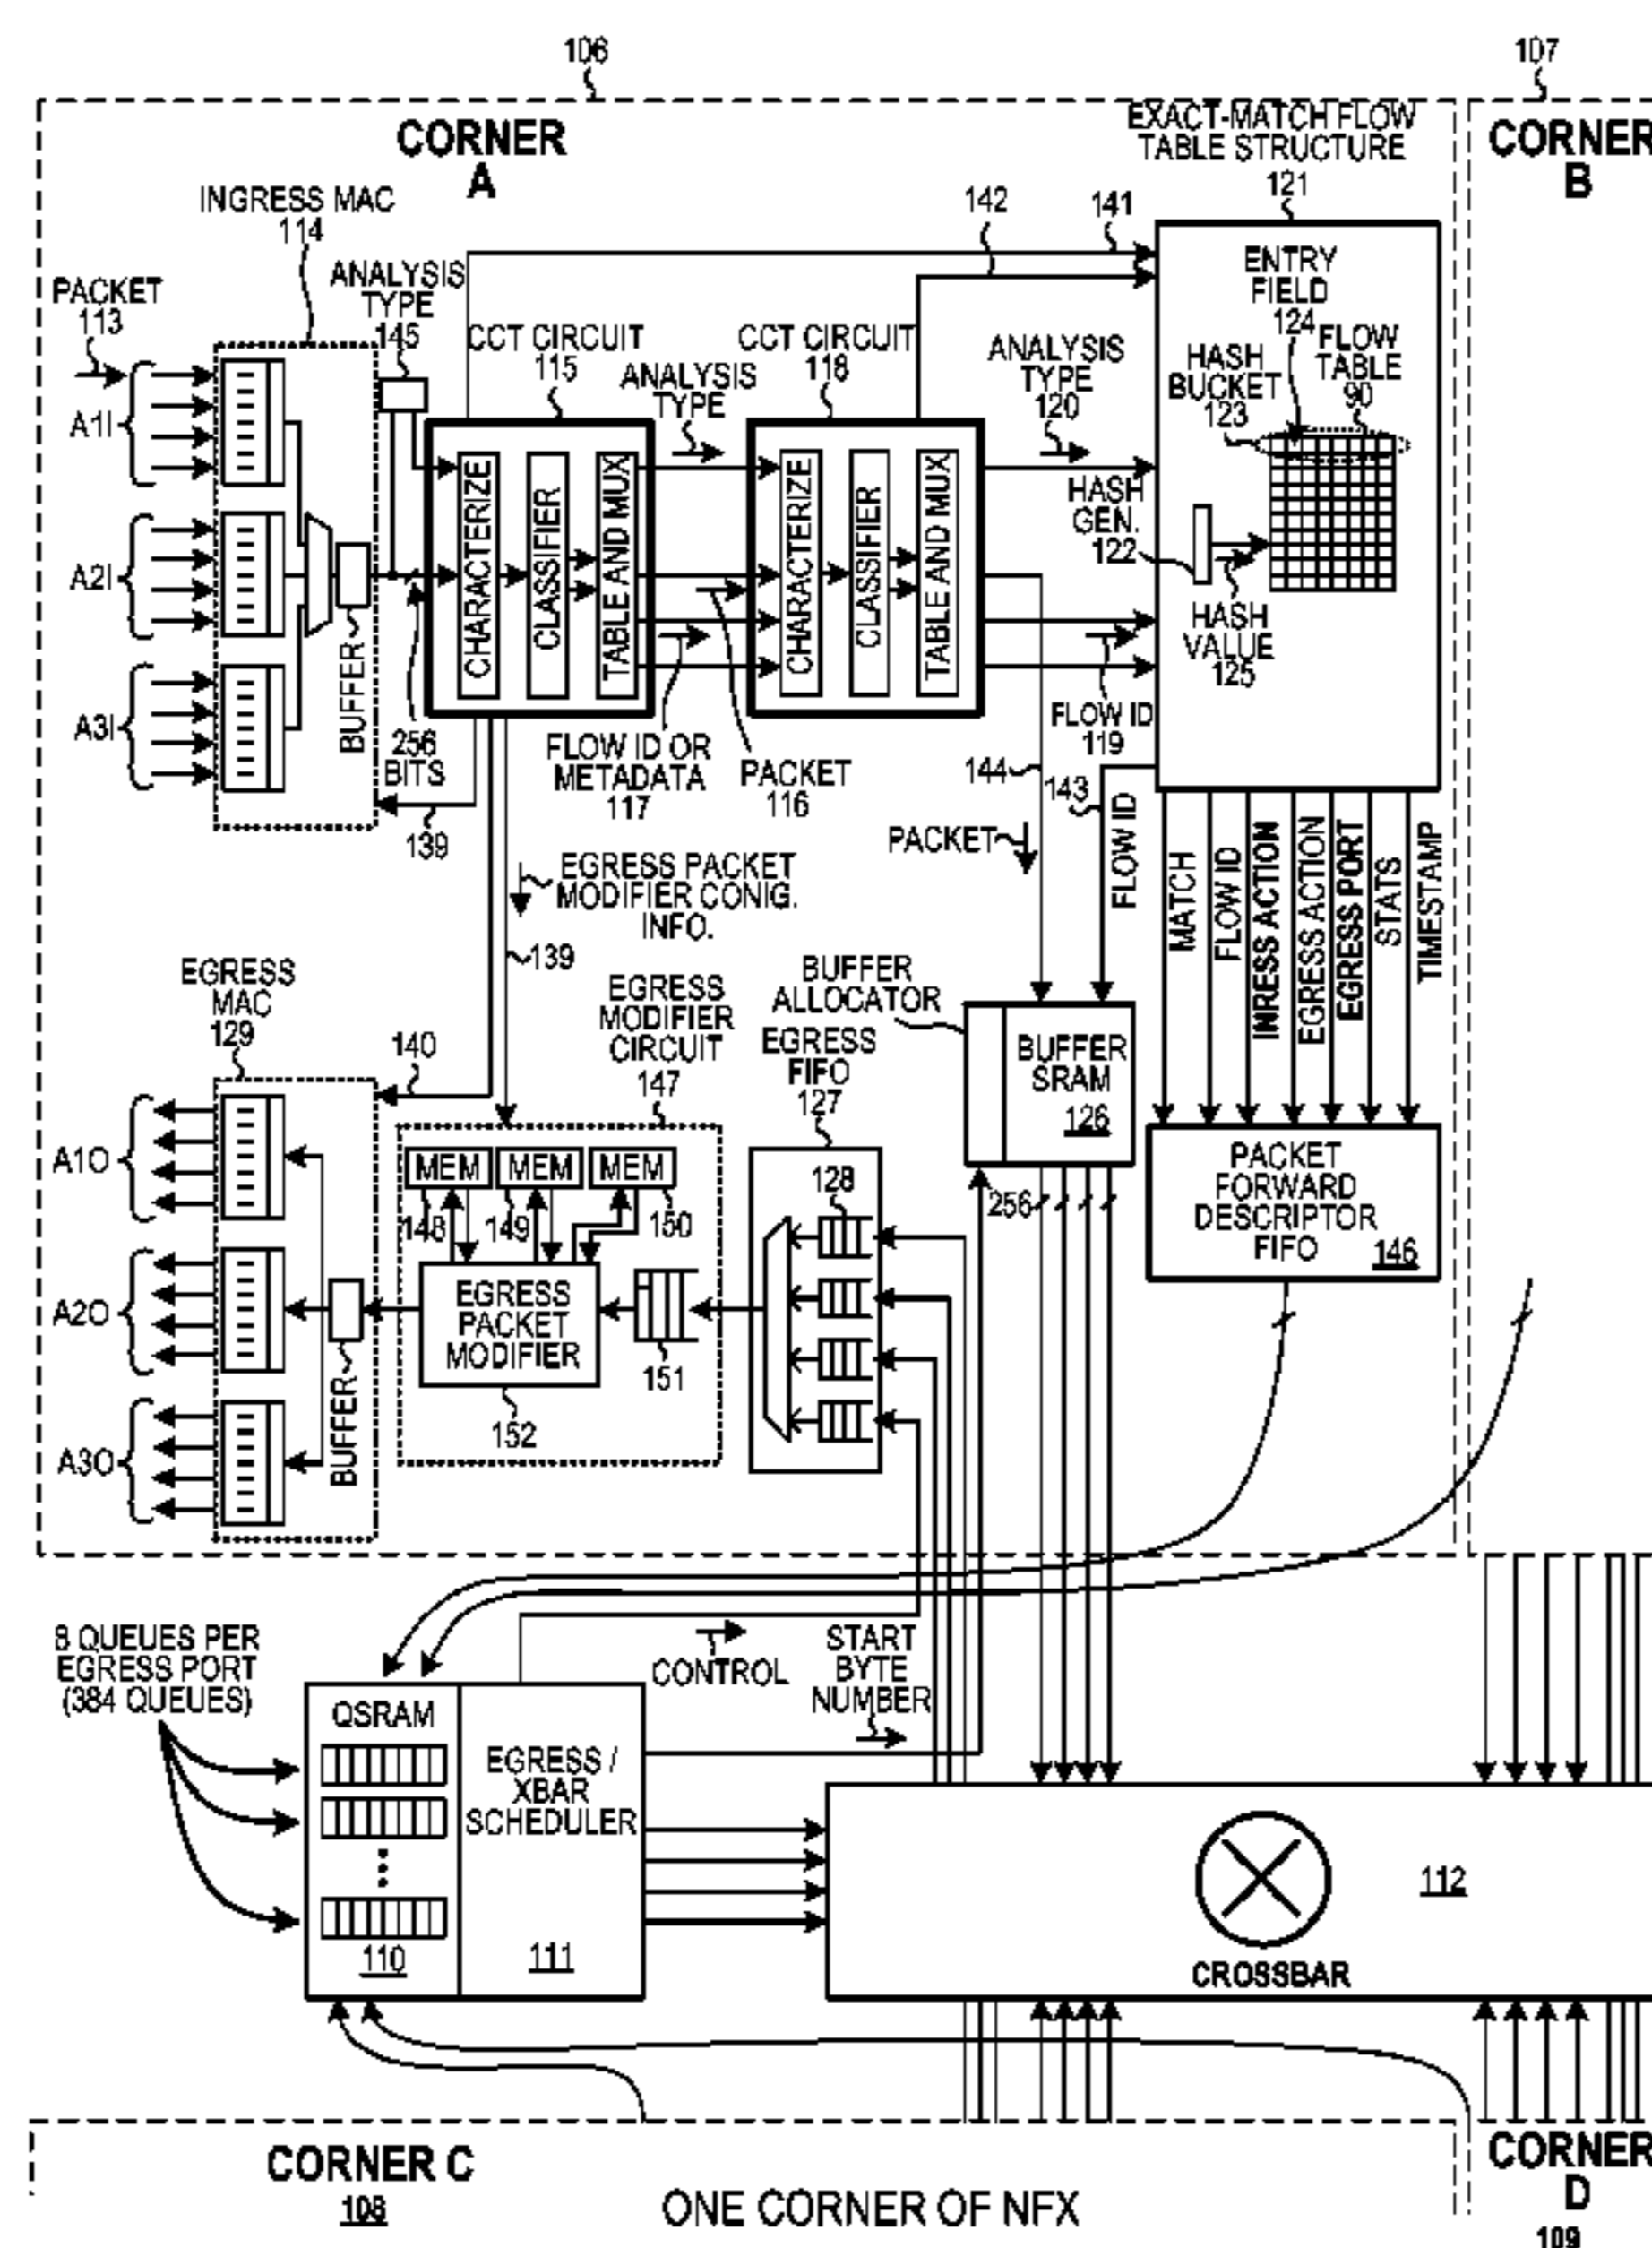 106
107
CORNER
A
EXACT-MATCH FLOW
TABLE STRUCTURE
121
CORNER
B
INGRESS MAC
114
142
141
PACKET
113
ANALYSIS
TYPE
145
CCT CIRCUIT
115
ANALYSIS
TYPE
CCT CIRCUIT
118
ANALYSIS
TYPE
120
ENTRY
FIELD
124
HASH
BUCKET
123
FLOW
TABLE
90
A1I
A2I
A3I
BUFFER
256
BITS
CHARACTERIZE
CLASSIFIER
TABLE AND MUX
CHARACTERIZE
CLASSIFIER
TABLE AND MUX
HASH
GEN.
122
HASH
VALUE
125
FLOW ID OR
METADATA
117
PACKET
116
FLOW ID
119
139
144
143
PACKET
FLOW ID
EGRESS PACKET
MODIFIER CONIG.
INFO.
139
MATCH
FLOW ID
INRESS ACTION
EGRESS ACTION
EGRESS PORT
STATS
TIMESTAMP
EGRESS
MAC
129
140
EGRESS
MODIFIER
CIRCUIT
147
BUFFER
ALLOCATOR
EGRESS
FIFO
127
BUFFER
SRAM
126
A1O
A2O
A3O
BUFFER
MEM
MEM
MEM
148
149
150
EGRESS
PACKET
MODIFIER
152
151
128
256
PACKET
FORWARD
DESCRIPTOR
FIFO
146
8 QUEUES PER
EGRESS PORT
(384 QUEUES)
CONTROL
START
BYTE
NUMBER
QSRAM
110
EGRESS /
XBAR
SCHEDULER
111
112
CROSSBAR
CORNER C
108
ONE CORNER OF NFX
CORNER
D
109